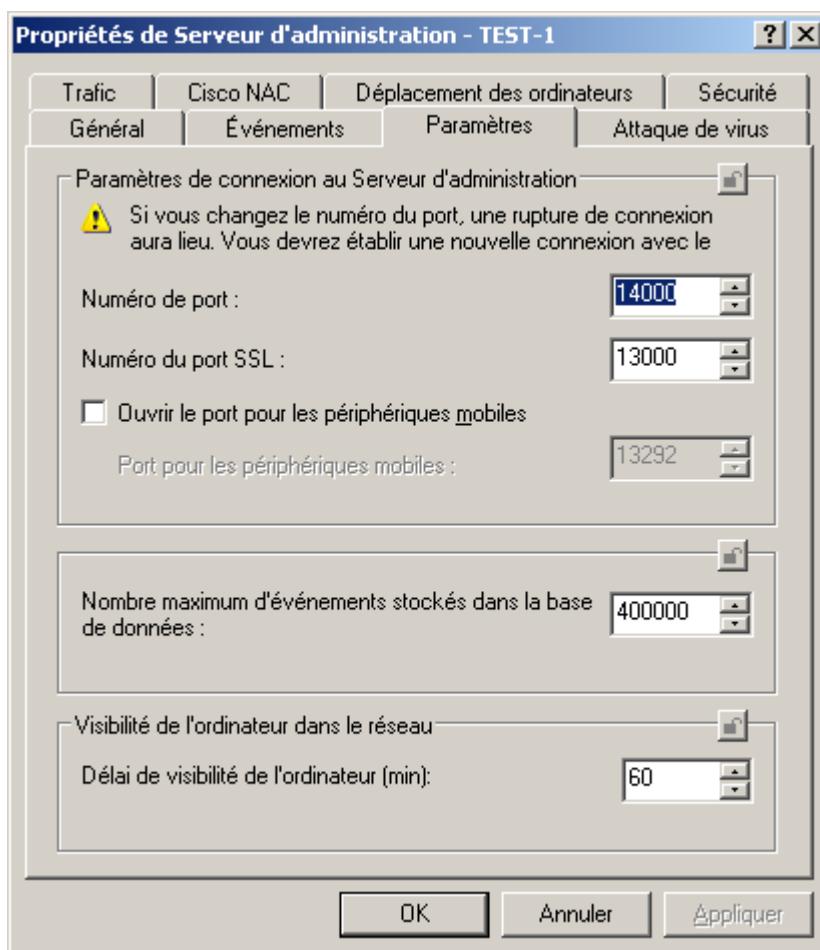 Propriétés de Serveur d'administration - TEST-1
Trafic
Cisco NAC
Déplacement des ordinateurs
Sécurité
Général
Événements
Paramètres
Attaque de virus
Paramètres de connexion au Serveur d'administration
Si vous changez le numéro du port, une rupture de connexion
aura lieu. Vous devrez établir une nouvelle connexion avec le
Numéro de port :
14000
Numéro du port SSL :
13000
Ouvrir le port pour les périphériques mobiles
Port pour les périphériques mobiles :
13292
Nombre maximum d'événements stockés dans la base
de données :
400000
Visibilité de l'ordinateur dans le réseau
Délai de visibilité de l'ordinateur (min):
60
OK
Annuler
Appliquer